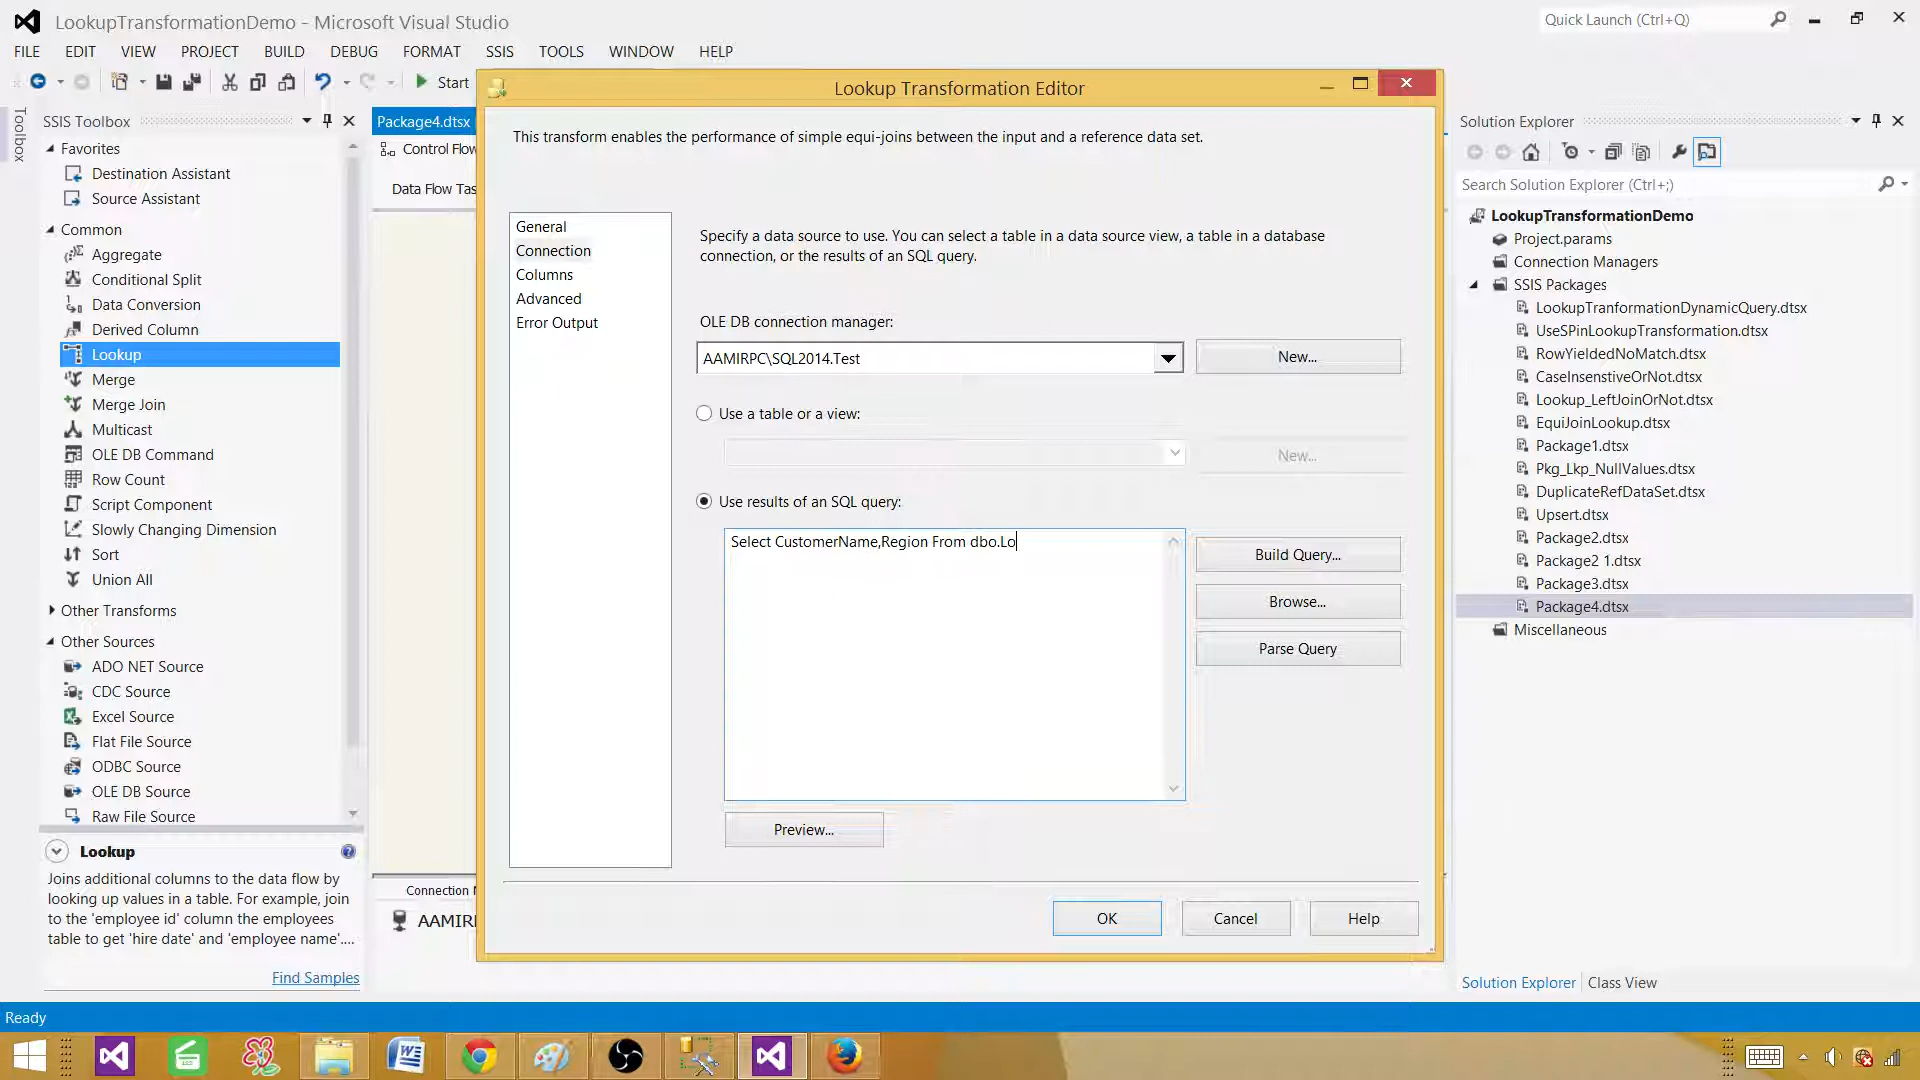 LookupTransformationDemo - Microsoft Visual Studio
Quick Launch (Ctrl+Q)
FILE EDIT VIEW PROJECT BUILD DEBUG FORMAT SSIS TOOLS WINDOW HELP
Start
Toolbox
SSIS Toolbox
Favorites
Destination Assistant
Source Assistant
Common
Aggregate
Conditional Split
Data Conversion
Derived Column
Lookup
Merge
Merge Join
Multicast
OLE DB Command
Row Count
Script Component
Slowly Changing Dimension
Sort
Union All
Other Transforms
Other Sources
ADO NET Source
CDC Source
Excel Source
Flat File Source
ODBC Source
OLE DB Source
Raw File Source
Lookup
Joins additional columns to the data flow by
looking up values in a table. For example, join
to the 'employee id' column the employees
table to get 'hire date' and 'employee name'....
Find Samples
Package4.dtsx
Control Flow
Data Flow Tas
Connection
AAMIR
Lookup Transformation Editor
This transform enables the performance of simple equi-joins between the input and a reference data set.
General
Connection
Columns
Advanced
Error Output
Specify a data source to use. You can select a table in a data source view, a table in a database
connection, or the results of an SQL query.
OLE DB connection manager:
AAMIRPC\SQL2014.Test
New...
Use a table or a view:
New...
Use results of an SQL query:
Select CustomerName,Region From dbo.Lo
Build Query...
Browse...
Parse Query
Preview...
OK Cancel Help
Solution Explorer
Search Solution Explorer (Ctrl+;)
LookupTransformationDemo
Project.params
Connection Managers
SSIS Packages
LookupTranformationDynamicQuery.dtsx
UseSPinLookupTransformation.dtsx
RowYieldedNoMatch.dtsx
CaseInsenstiveOrNot.dtsx
Lookup_LeftJoinOrNot.dtsx
EquiJoinLookup.dtsx
Package1.dtsx
Pkg_Lkp_NullValues.dtsx
DuplicateRefDataSet.dtsx
Upsert.dtsx
Package2.dtsx
Package2 1.dtsx
Package3.dtsx
Package4.dtsx
Miscellaneous
Solution Explorer Class View
Ready